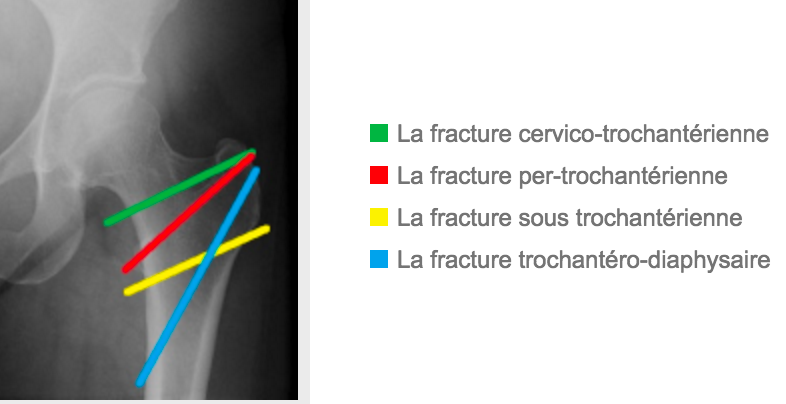 La fracture cervico-trochantérienne
La fracture per-trochantérienne
La fracture sous trochantérienne
La fracture trochantéro-diaphysaire